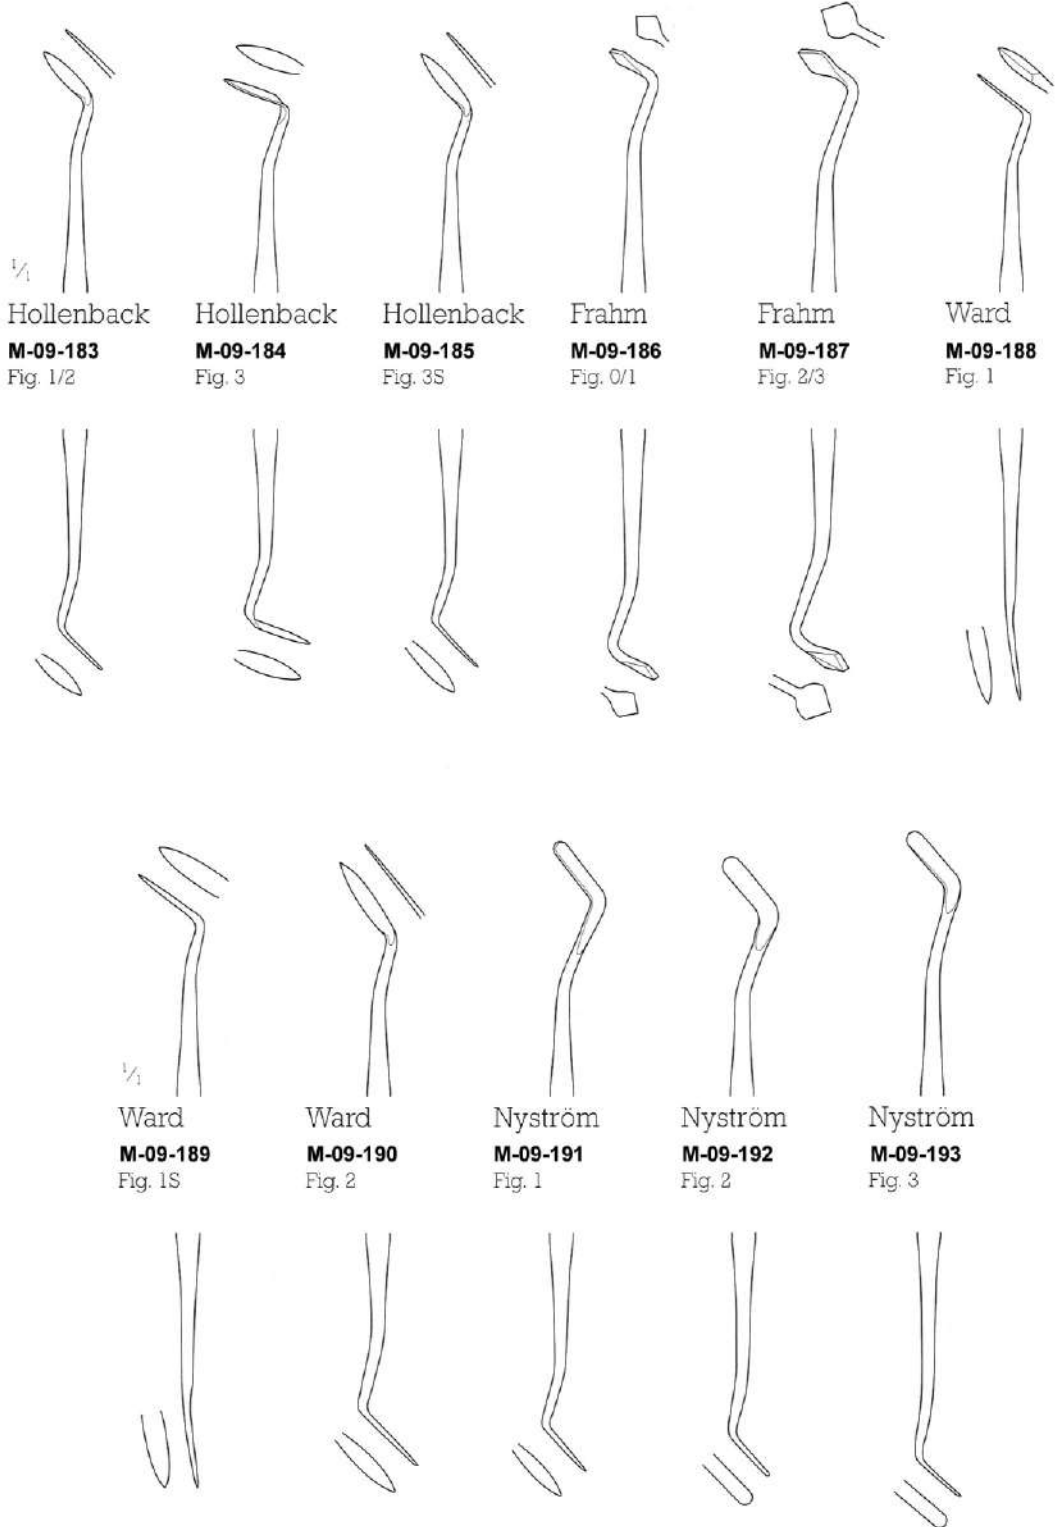 1/1
Hollenback Hollenback Hollenback Frahm Frahm Ward
M-09-183 M-09-184 M-09-185 M-09-186 M-09-187 M-09-188
Fig. 1/2 Fig. 3 Fig. 3S Fig. 0/1 Fig. 2/3 Fig. 1
1/1
Ward Ward Nyström Nyström Nyström
M-09-189 M-09-190 M-09-191 M-09-192 M-09-193
Fig. 1S Fig. 2 Fig. 1 Fig. 2 Fig. 3